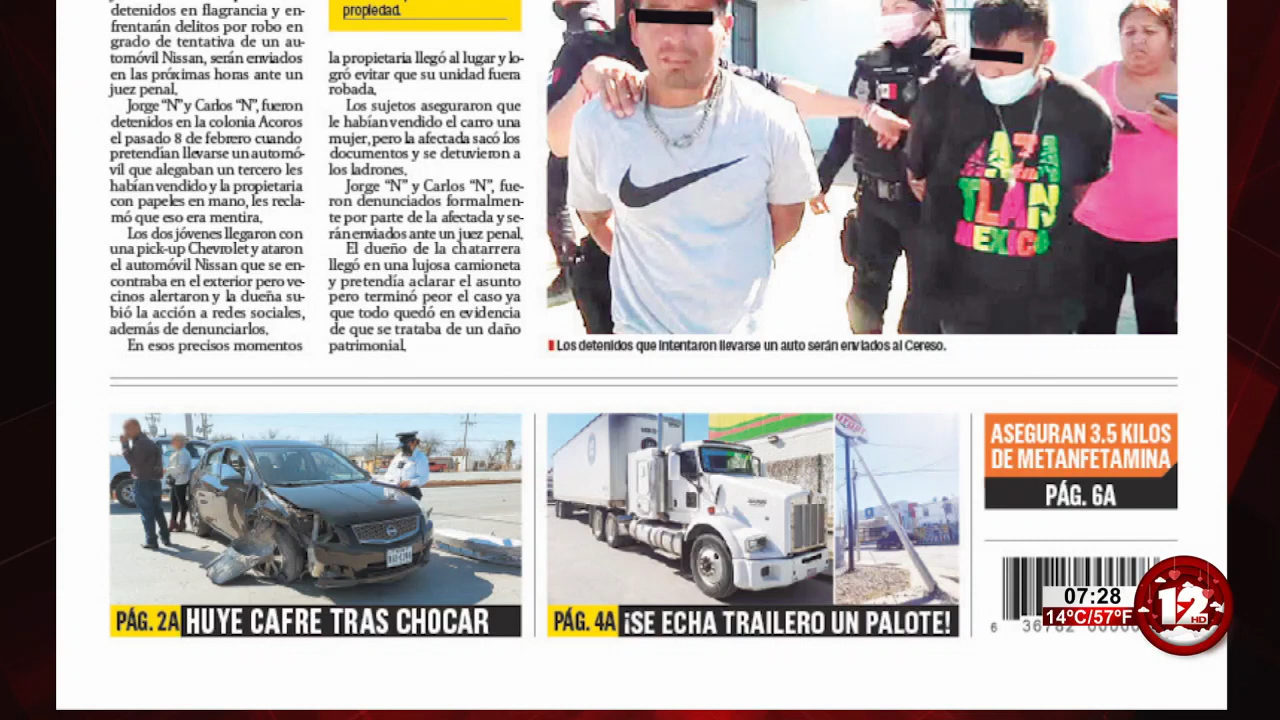 detenidos en flagrancia y en-
frentarán delitos por robo en
grado de tentativa de un au-
tomóvil Nissan, serán enviados
en las próximas horas ante un
juez penal.
Jorge “N” y Carlos “N”, fueron
detenidos en la colonia Acoros
el pasado 8 de febrero cuando
pretendían llevarse un automó-
vil que alegaban un tercero les
habían vendido y la propietaria
con papeles en mano, les recla-
mó que eso era mentira.
Los dos jóvenes llegaron con
una pick-up Chevrolet y ataron
el automóvil Nissan que se en-
contraba en el exterior pero ve-
cinos alertaron y la dueña su-
bió la acción a redes sociales,
además de denunciarlos.
En esos precisos momentos
propiedad.
la propietaria llegó al lugar y lo-
gró evitar que su unidad fuera
robada.
Los sujetos aseguraron que
le habían vendido el carro una
mujer, pero la afectada sacó los
documentos y se detuvieron a
los ladrones.
Jorge “N” y Carlos “N”, fue-
ron denunciados formalmen-
te por parte de la afectada y se-
rán enviados ante un juez penal.
El dueño de la chatarrera
llegó en una lujosa camioneta
y pretendía aclarar el asunto
pero terminó peor el caso ya
que todo quedó en evidencia
de que se trataba de un daño
patrimonial.
MAZA
TLAN
MEXICO
Los detenidos que intentaron llevarse un auto serán enviados al Cereso.
PÁG. 2A HUYE CAFRE TRAS CHOCAR
PÁG. 4A ¡SE ECHA TRAILERO UN PALOTE!
ASEGURAN 3.5 KILOS
DE METANFETAMINA
PÁG. 6A
07:28
14°C/57°F
12
HD
6